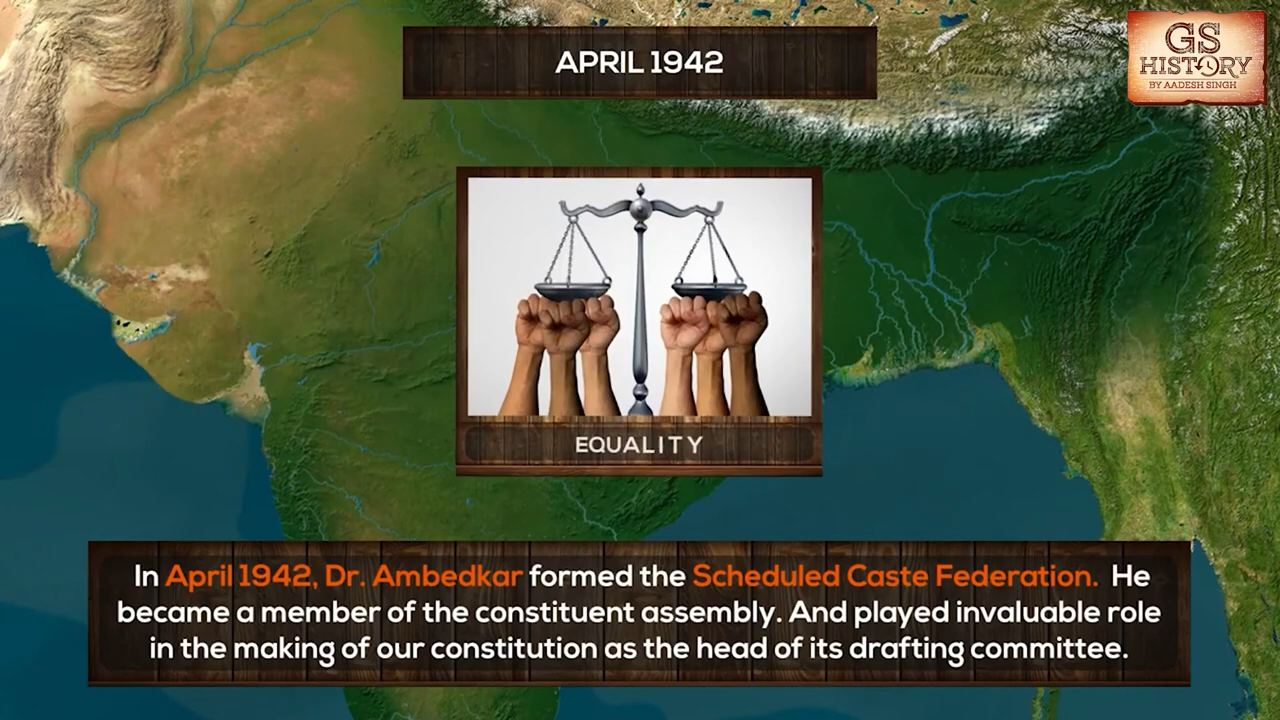 APRIL 1942
GS
HISTORY
BY AADESH SINGH
EQUALITY
In April 1942, Dr. Ambedkar formed the Scheduled Caste Federation. He
became a member of the constituent assembly. And played invaluable role
in the making of our constitution as the head of its drafting committee.